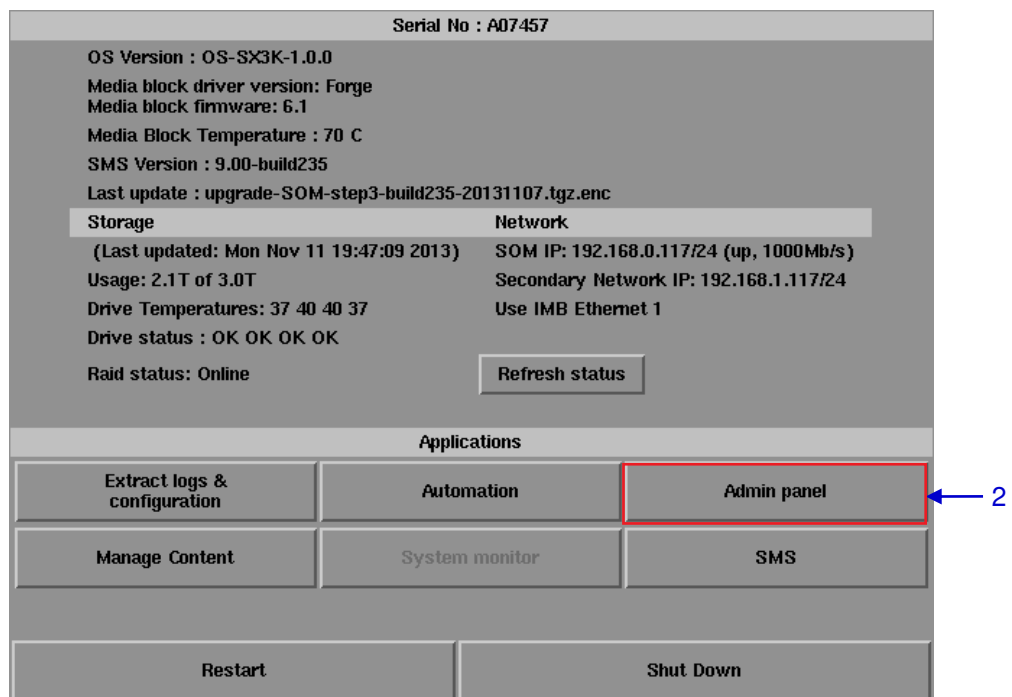 Serial No : A07457
OS Version : OS-SX3K-1.0.0
Media block driver version: Forge
Media block firmware: 6.1
Media Block Temperature : 70 C
SMS Version : 9.00-build235
Last update : upgrade-SOM-step3-build235-20131107.tgz.enc
Storage
Network
(Last updated: Mon Nov 11 19:47:09 2013)
SOM IP: 192.168.0.117/24 (up, 1000Mb/s)
Usage: 2.1T of 3.0T
Secondary Network IP: 192.168.1.117/24
Drive Temperatures: 37 40 40 37
Use IMB Ethernet 1
Drive status : OK OK OK OK
Raid status: Online
Refresh status
Applications
Extract logs &
configuration
Automation
Admin panel
2
Manage Content
System monitor
SMS
Restart
Shut Down